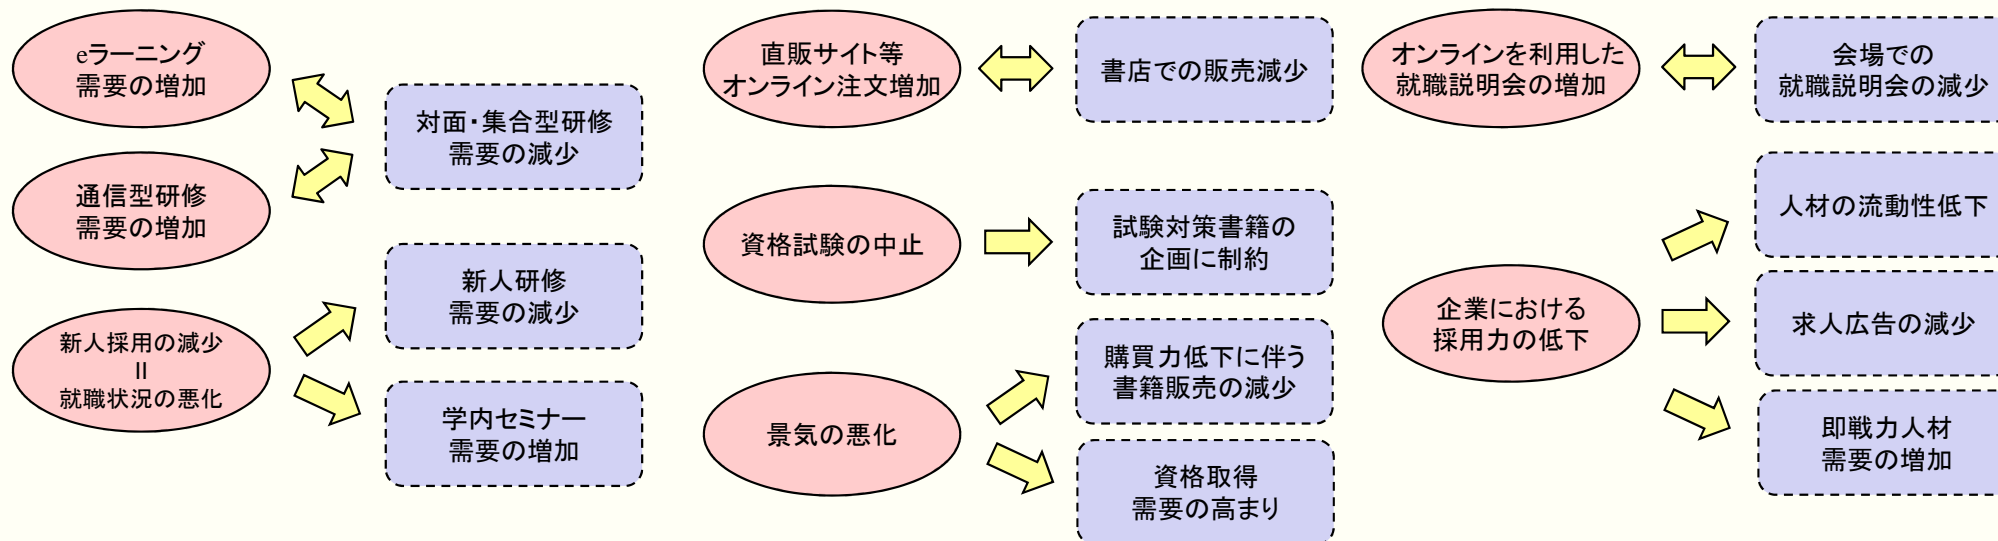 eラーニング
需要の増加
通信型研修
需要の増加
新人採用の減少
||
就職状況の悪化
対面・集合型研修
需要の減少
新人研修
需要の減少
学内セミナー
需要の増加
直販サイト等
オンライン注文増加
書店での販売減少
資格試験の中止
試験対策書籍の
企画に制約
景気の悪化
購買力低下に伴う
書籍販売の減少
資格取得
需要の高まり
オンラインを利用した
就職説明会の増加
会場での
就職説明会の減少
企業における
採用力の低下
人材の流動性低下
求人広告の減少
即戦力人材
需要の増加